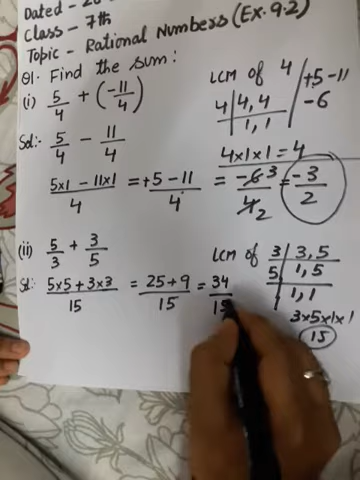 Dated - 20
Class - 7th
Topic - Rational Numbers (Ex. 9.2)
Q1. Find the sum:
(i) 5/4 + (-11/4)
Sol:- 5/4 - 11/4
5×1 - 11×1/4 = +5-11/4 = -6 3/4 2 = -3/2
LCM of 4
4 | 4, 4
1, 1
4×1×1 = 4
+5-11
-6
(ii) 5/3 + 3/5
Sol:- 5×5 + 3×3/15 = 25+9/15 = 34/15
LCM of 3 | 3, 5
5 | 1, 5
1, 1
3×5×1×1
15